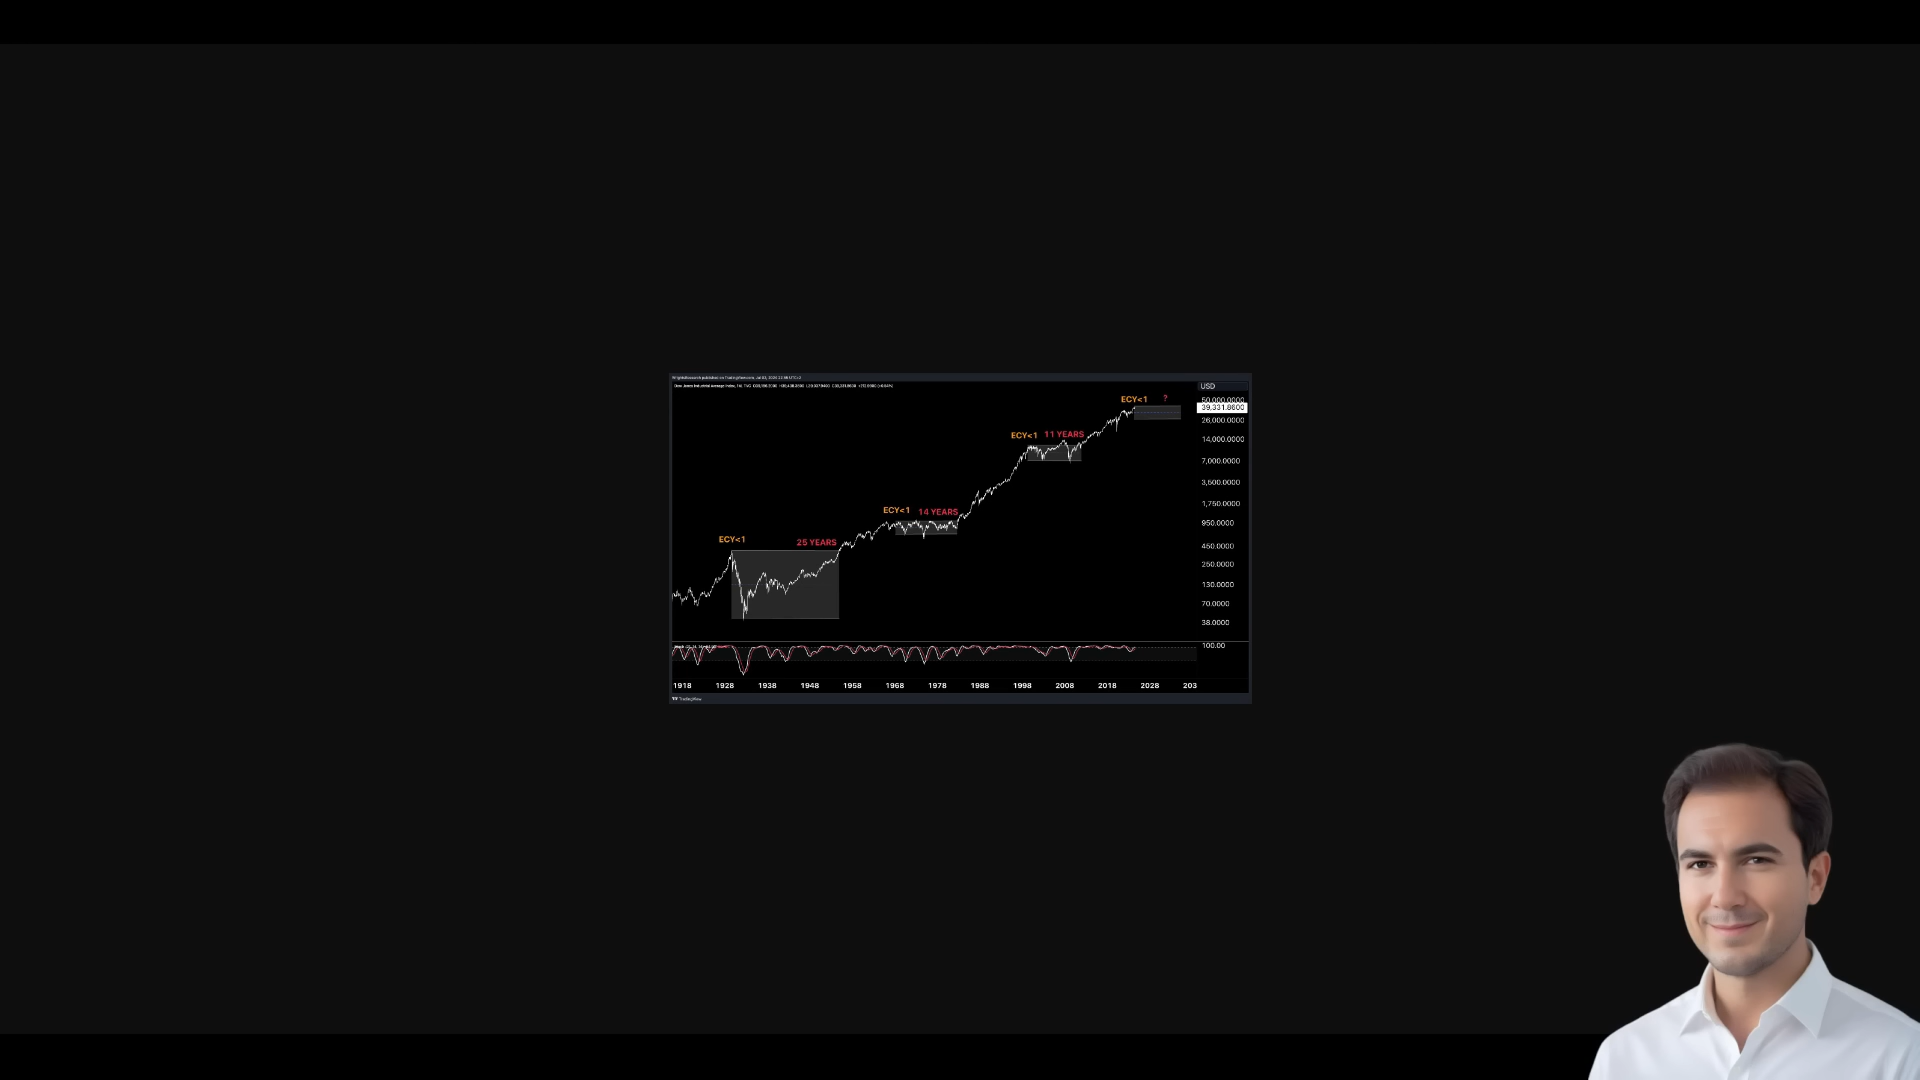 USD
50,000.0000
ECY<1 ?
39,331.8600
26,000.0000
ECY<1 11 YEARS
14,000.0000
7,000.0000
3,500.0000
1,750.0000
ECY<1 14 YEARS
950.0000
ECY<1 25 YEARS
450.0000
250.0000
130.0000
70.0000
38.0000
100.00
1918 1928 1938 1948 1958 1968 1978 1988 1998 2008 2018 2028 203
TradingView